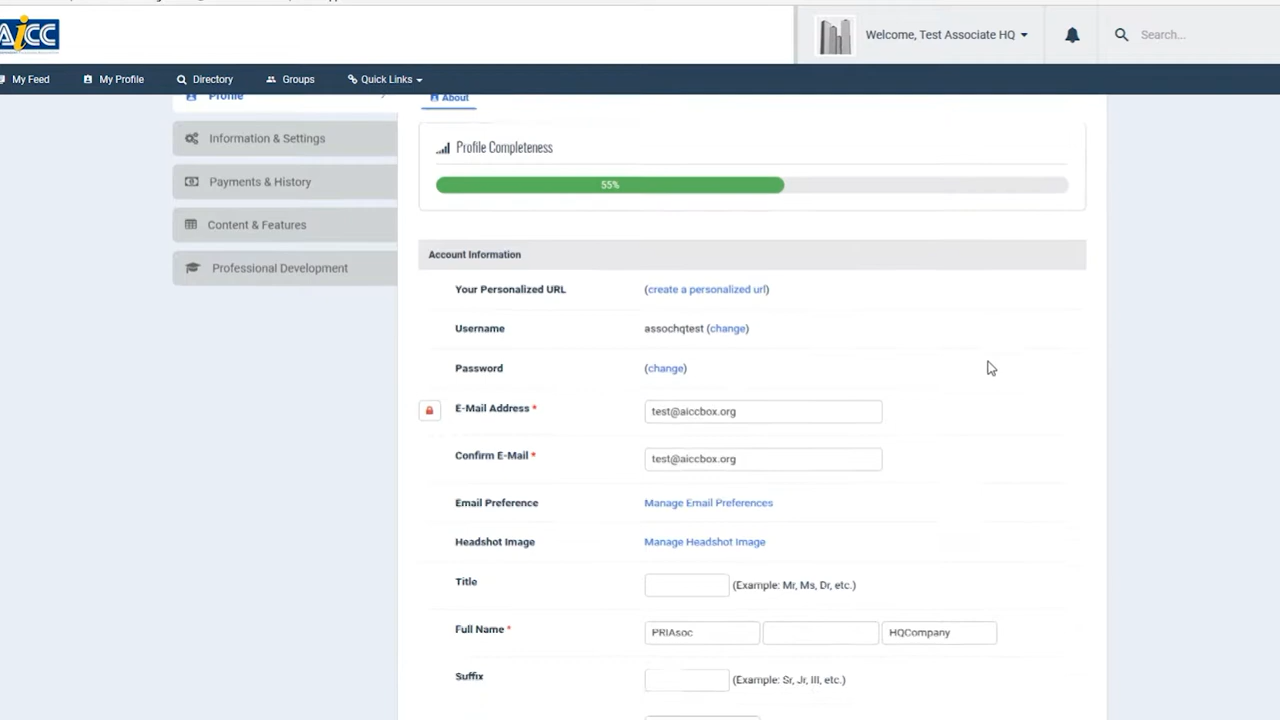 AiCC
Welcome, Test Associate HQ
Search...
My Feed
My Profile
Directory
Groups
Quick Links
Profile
Information & Settings
Payments & History
Content & Features
Professional Development
About
Profile Completeness
55%
Account Information
Your Personalized URL (create a personalized url)
Username assochqtest (change)
Password (change)
E-Mail Address * test@aiccbox.org
Confirm E-Mail * test@aiccbox.org
Email Preference Manage Email Preferences
Headshot Image Manage Headshot Image
Title (Example: Mr, Ms, Dr, etc.)
Full Name * PRIAsoc HQCompany
Suffix (Example: Sr, Jr, III, etc.)